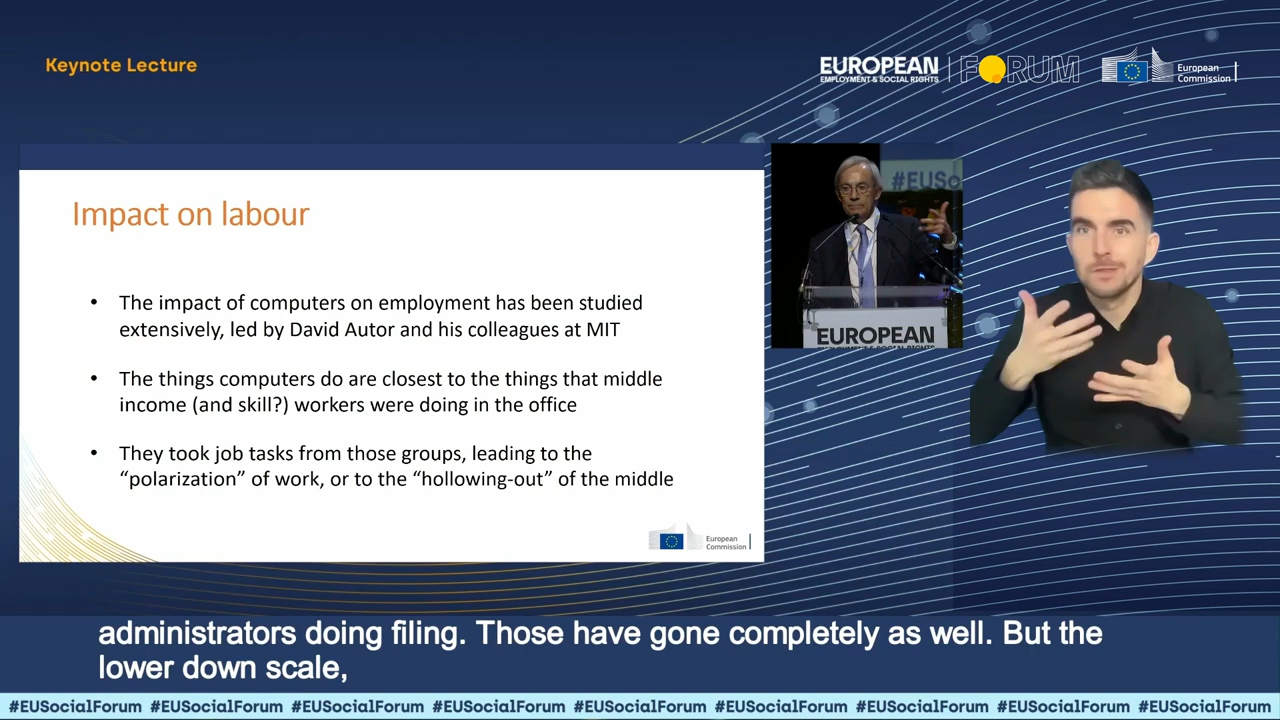 Keynote Lecture
EUROPEAN
EMPLOYMENT & SOCIAL RIGHTS
FORUM
European
Commission
#EUSo
EUROPEAN
EMPLOYMENT & SOCIAL RIGHTS
Impact on labour
• The impact of computers on employment has been studied
extensively, led by David Autor and his colleagues at MIT
• The things computers do are closest to the things that middle
income (and skill?) workers were doing in the office
• They took job tasks from those groups, leading to the
“polarization” of work, or to the “hollowing-out” of the middle
European
Commission
administrators doing filing. Those have gone completely as well. But the
lower down scale,
#EUSocialForum #EUSocialForum #EUSocialForum #EUSocialForum #EUSocialForum #EUSocialForum #EUSocialForum #EUSocialForum #EUSocialForum